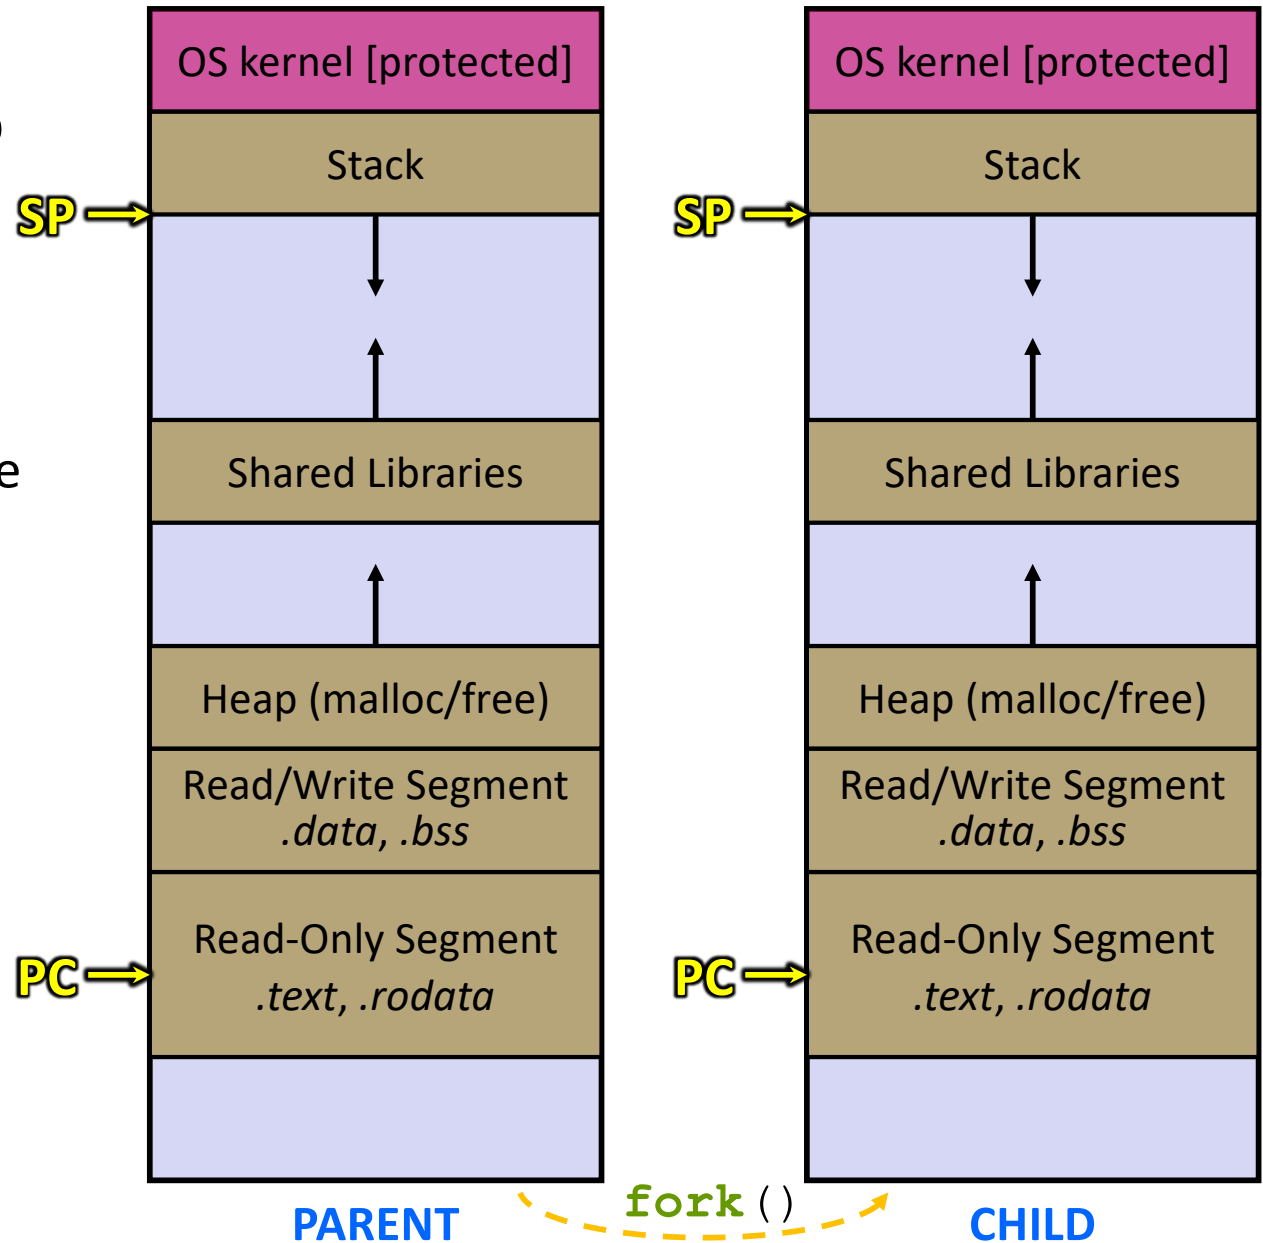 OS kernel [protected]
Stack
SP
Shared Libraries
Heap (malloc/free)
Read/Write Segment
.data, .bss
Read-Only Segment
PC
.text, .rodata
PARENT
OS kernel [protected]
Stack
SP
Shared Libraries
Heap (malloc/free)
Read/Write Segment
.data, .bss
Read-Only Segment
PC
.text, .rodata
CHILD
fork()
)
e